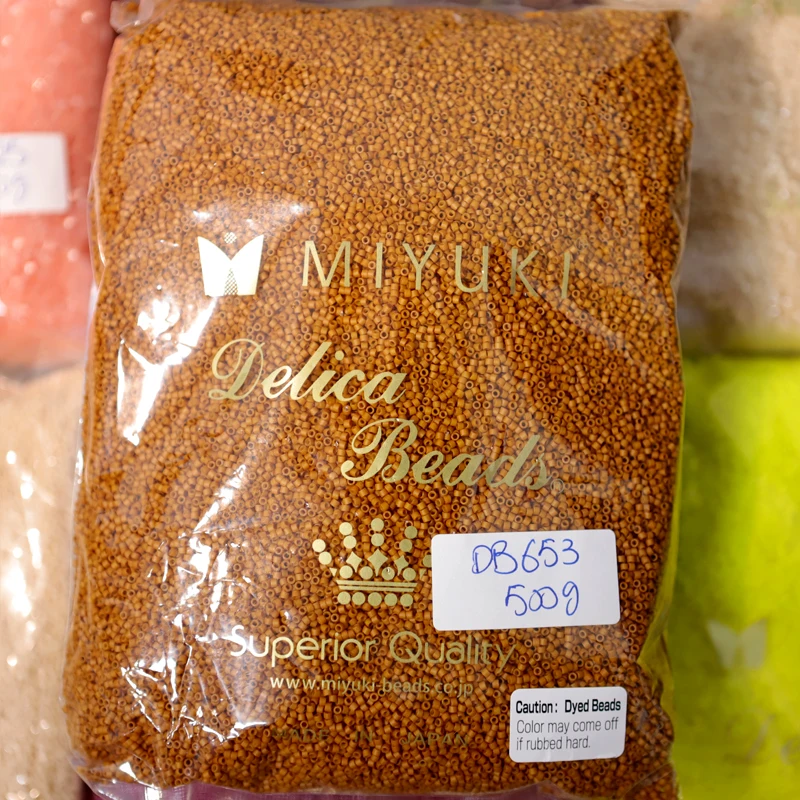 MIYUKI
Delica
Beads
DB653
500g
Superior Quality
www.miyuki-beads.co.jp
Caution: Dyed Beads
Color may come off
if rubbed hard.
JAPAN